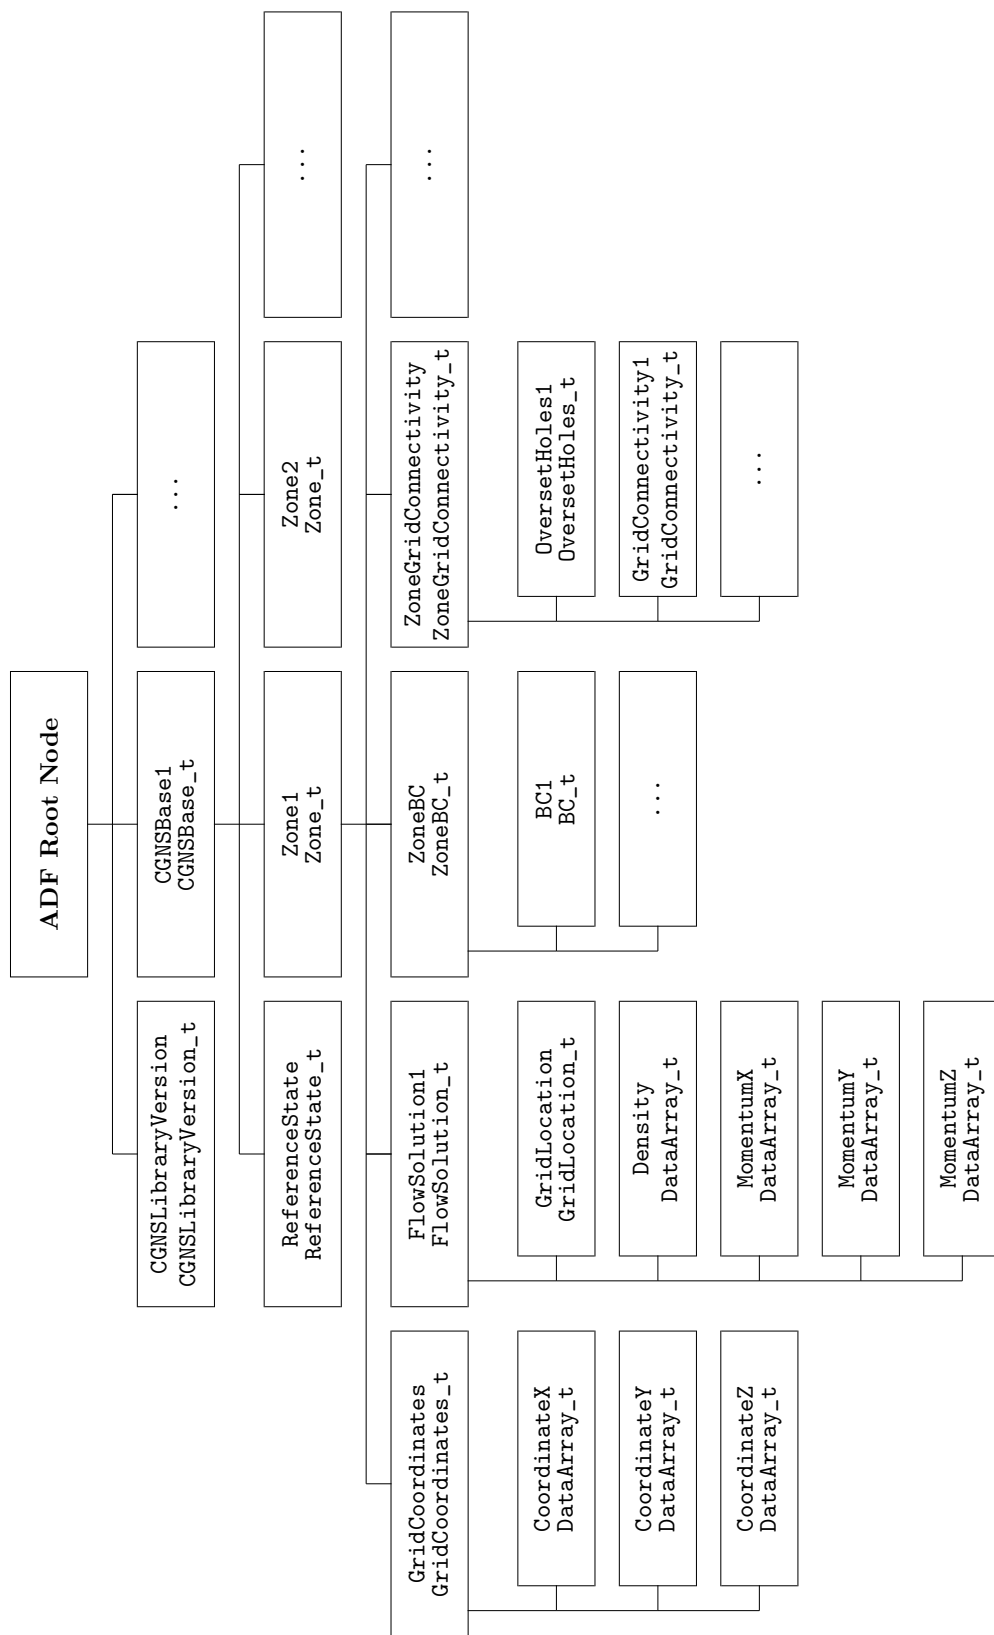 ADF Root Node
CGNSLibraryVersion
CGNSLibraryVersion_t
CGNSBase1
CGNSBase_t
...
ReferenceState
ReferenceState_t
Zone1
Zone_t
Zone2
Zone_t
...
GridCoordinates
GridCoordinates_t
FlowSolution1
FlowSolution_t
ZoneBC
ZoneBC_t
ZoneGridConnectivity
ZoneGridConnectivity_t
...
CoordinateX
DataArray_t
CoordinateY
DataArray_t
CoordinateZ
DataArray_t
GridLocation
GridLocation_t
Density
DataArray_t
MomentumX
DataArray_t
MomentumY
DataArray_t
MomentumZ
DataArray_t
BC1
BC_t
...
OversetHoles1
OversetHoles_t
GridConnectivity1
GridConnectivity_t
...